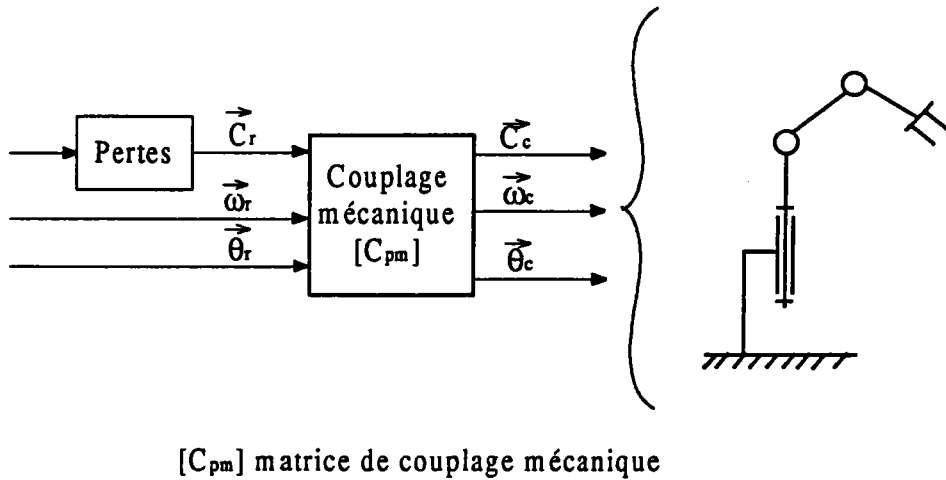 Pertes
C⃗r
ω⃗r
θ⃗r
Couplage
mécanique
[Cpm]
C⃗c
ω⃗c
θ⃗c
[Cpm] matrice de couplage mécanique